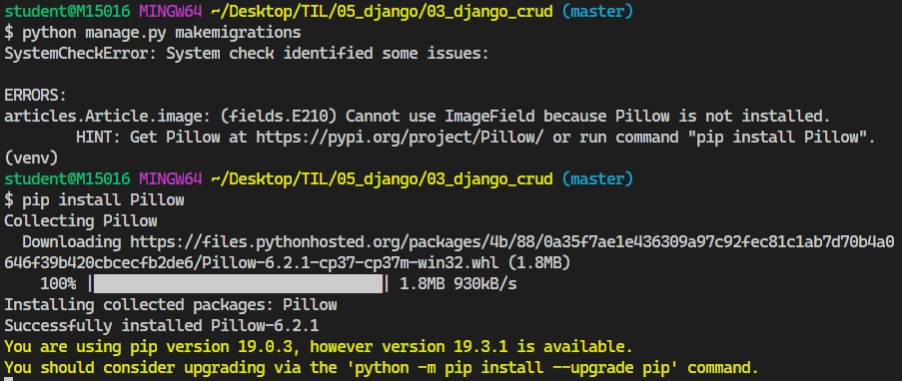 student@M15016 MINGW64 ~/Desktop/TIL/05_django/03_django_crud (master)
$ python manage.py makemigrations
SystemCheckError: System check identified some issues:
ERRORS:
articles.Article.image: (fields.E210) Cannot use ImageField because Pillow is not installed.
HINT: Get Pillow at https://pypi.org/project/Pillow/ or run command "pip install Pillow".
(venv)
student@M15016 MINGW64 ~/Desktop/TIL/05_django/03_django_crud (master)
$ pip install Pillow
Collecting Pillow
Downloading https://files.pythonhosted.org/packages/4b/88/0a35f7ae1e436309a97c92fec81c1ab7d70b4a0
646f39b420cbcecfb2de6/Pillow-6.2.1-cp37-cp37m-win32.whl (1.8MB)
100% |████████████████████████████████| 1.8MB 930kB/s
Installing collected packages: Pillow
Successfully installed Pillow-6.2.1
You are using pip version 19.0.3, however version 19.3.1 is available.
You should consider upgrading via the 'python -m pip install --upgrade pip' command.